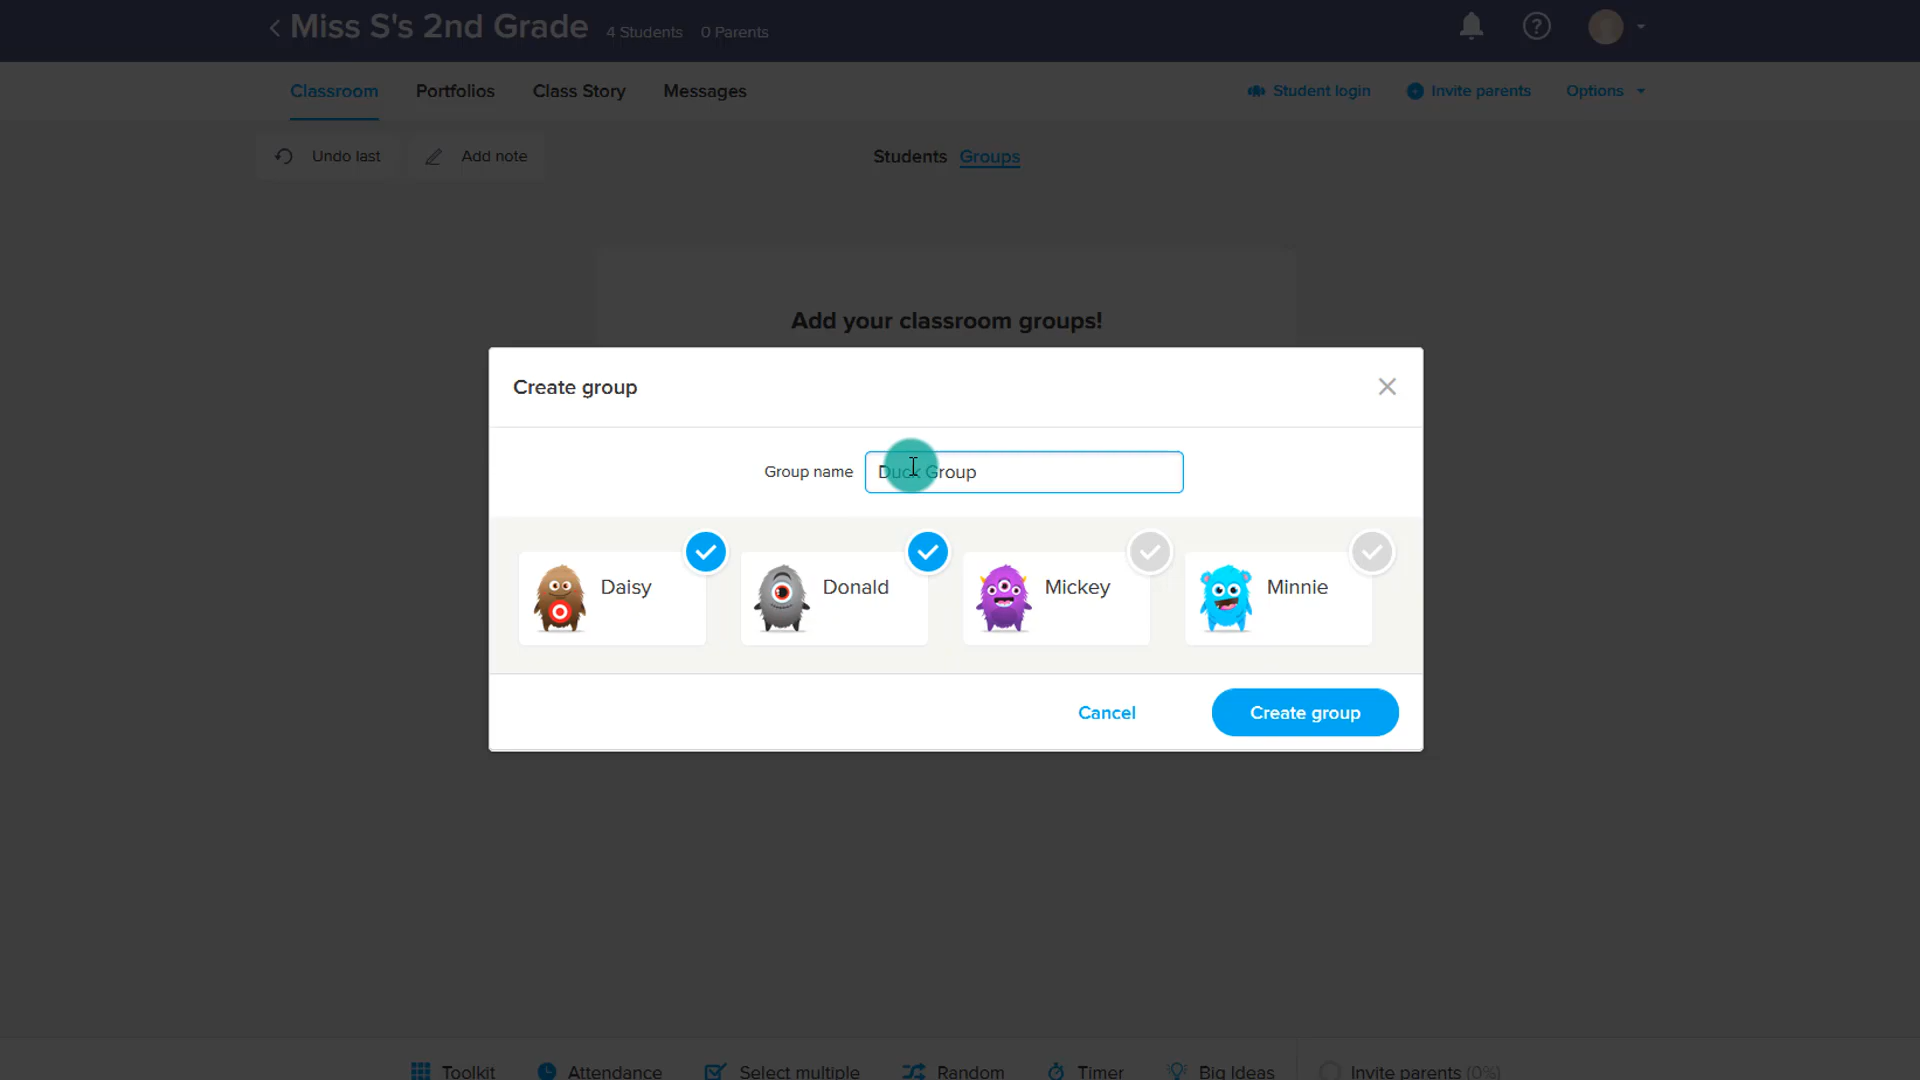 Miss S's 2nd Grade 4 Students 0 Parents
Classroom Portfolios Class Story Messages Student login Invite parents Options
Undo last Add note Students Groups
Add your classroom groups!
Create group
Group name Duck Group
Daisy Donald Mickey Minnie
Cancel Create group
Toolkit Attendance Select multiple Random Timer Big Ideas Invite parents (0%)